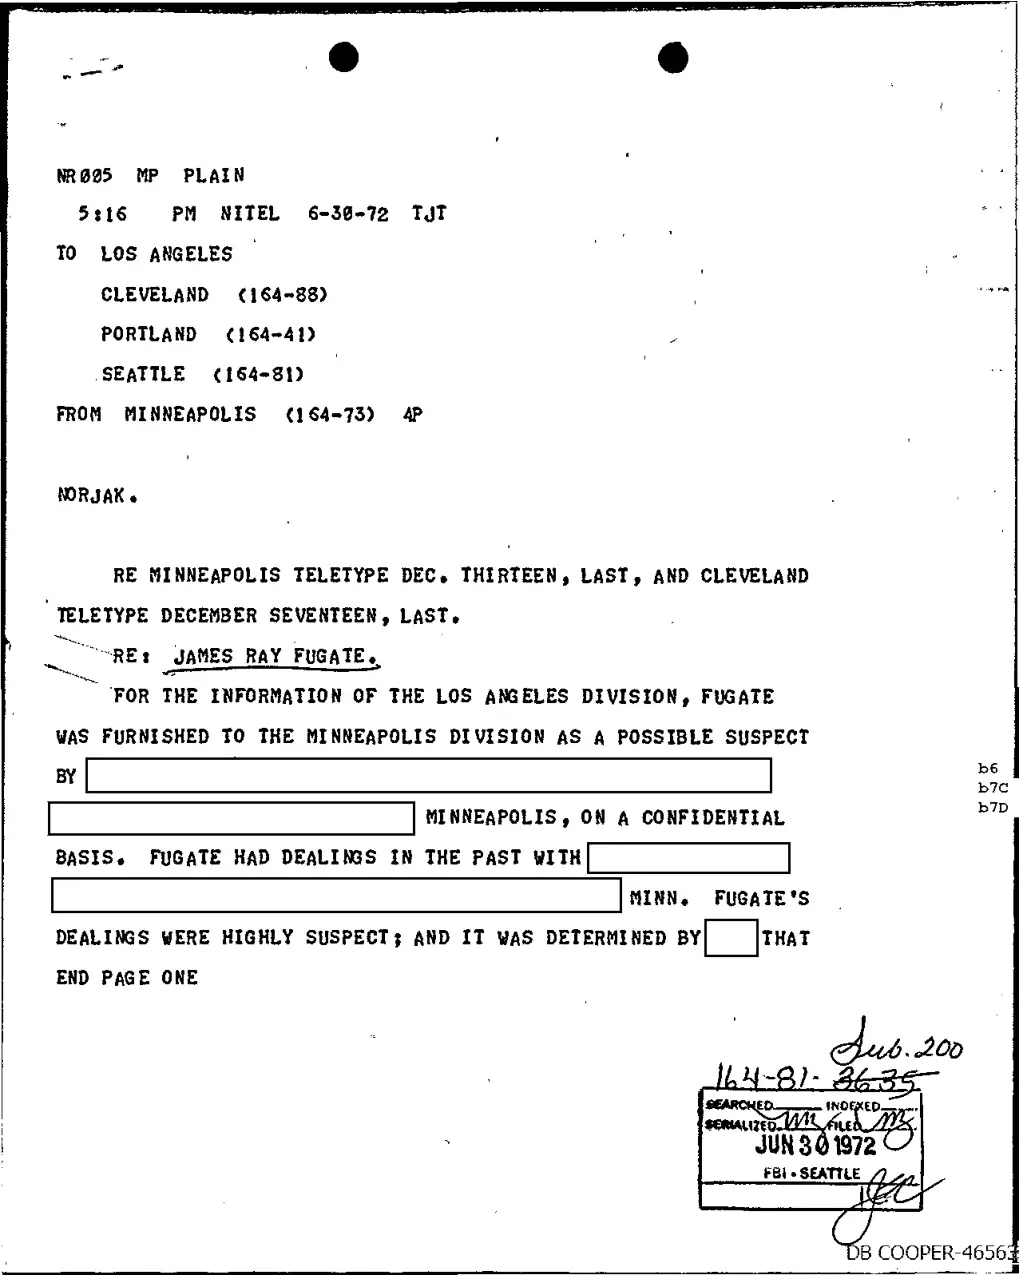 NR005 MP PLAIN
5:16 PM NITEL 6-30-72 TJT
TO LOS ANGELES
CLEVELAND (164-88)
PORTLAND (164-41)
SEATTLE (164-81)
FROM MINNEAPOLIS (164-73) 4P
NORJAK.
RE MINNEAPOLIS TELETYPE DEC. THIRTEEN, LAST, AND CLEVELAND
TELETYPE DECEMBER SEVENTEEN, LAST.
RE: JAMES RAY FUGATE.
FOR THE INFORMATION OF THE LOS ANGELES DIVISION, FUGATE
WAS FURNISHED TO THE MINNEAPOLIS DIVISION AS A POSSIBLE SUSPECT
BY
b6
b7C
b7D
MINNEAPOLIS, ON A CONFIDENTIAL
BASIS. FUGATE HAD DEALINGS IN THE PAST WITH
MINN. FUGATE'S
DEALINGS WERE HIGHLY SUSPECT; AND IT WAS DETERMINED BY THAT
END PAGE ONE
Sub. 200
164-81-3635
SEARCHED INDEXED
SERIALIZED FILED
JUN 30 1972
FBI - SEATTLE
DB COOPER-46563